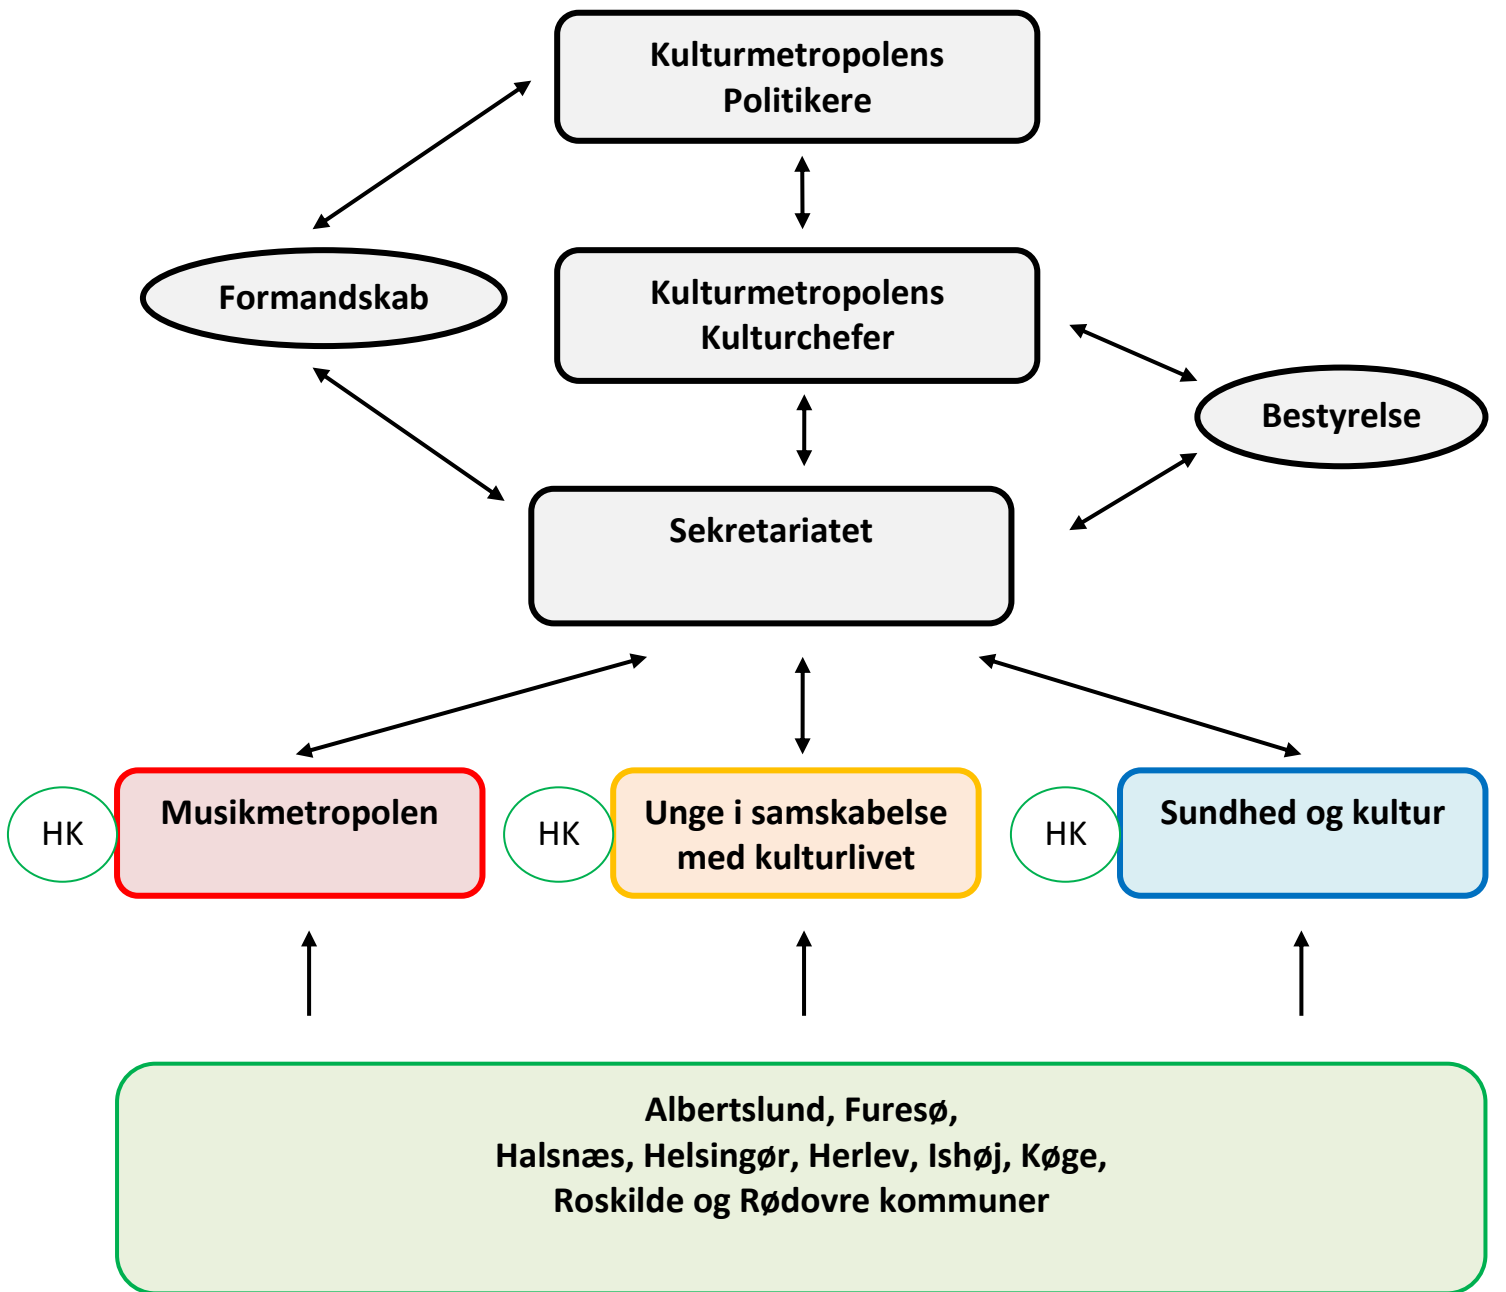 Kulturmetropolens
Politikere
Formandskab
Kulturmetropolens
Kulturchefer
Bestyrelse
Sekretariatet
HK
Musikmetropolen
HK
Unge i samskabelse
med kulturlivet
HK
Sundhed og kultur
Albertslund, Furesø,
Halsnæs, Helsingør, Herlev, Ishøj, Køge,
Roskilde og Rødovre kommuner